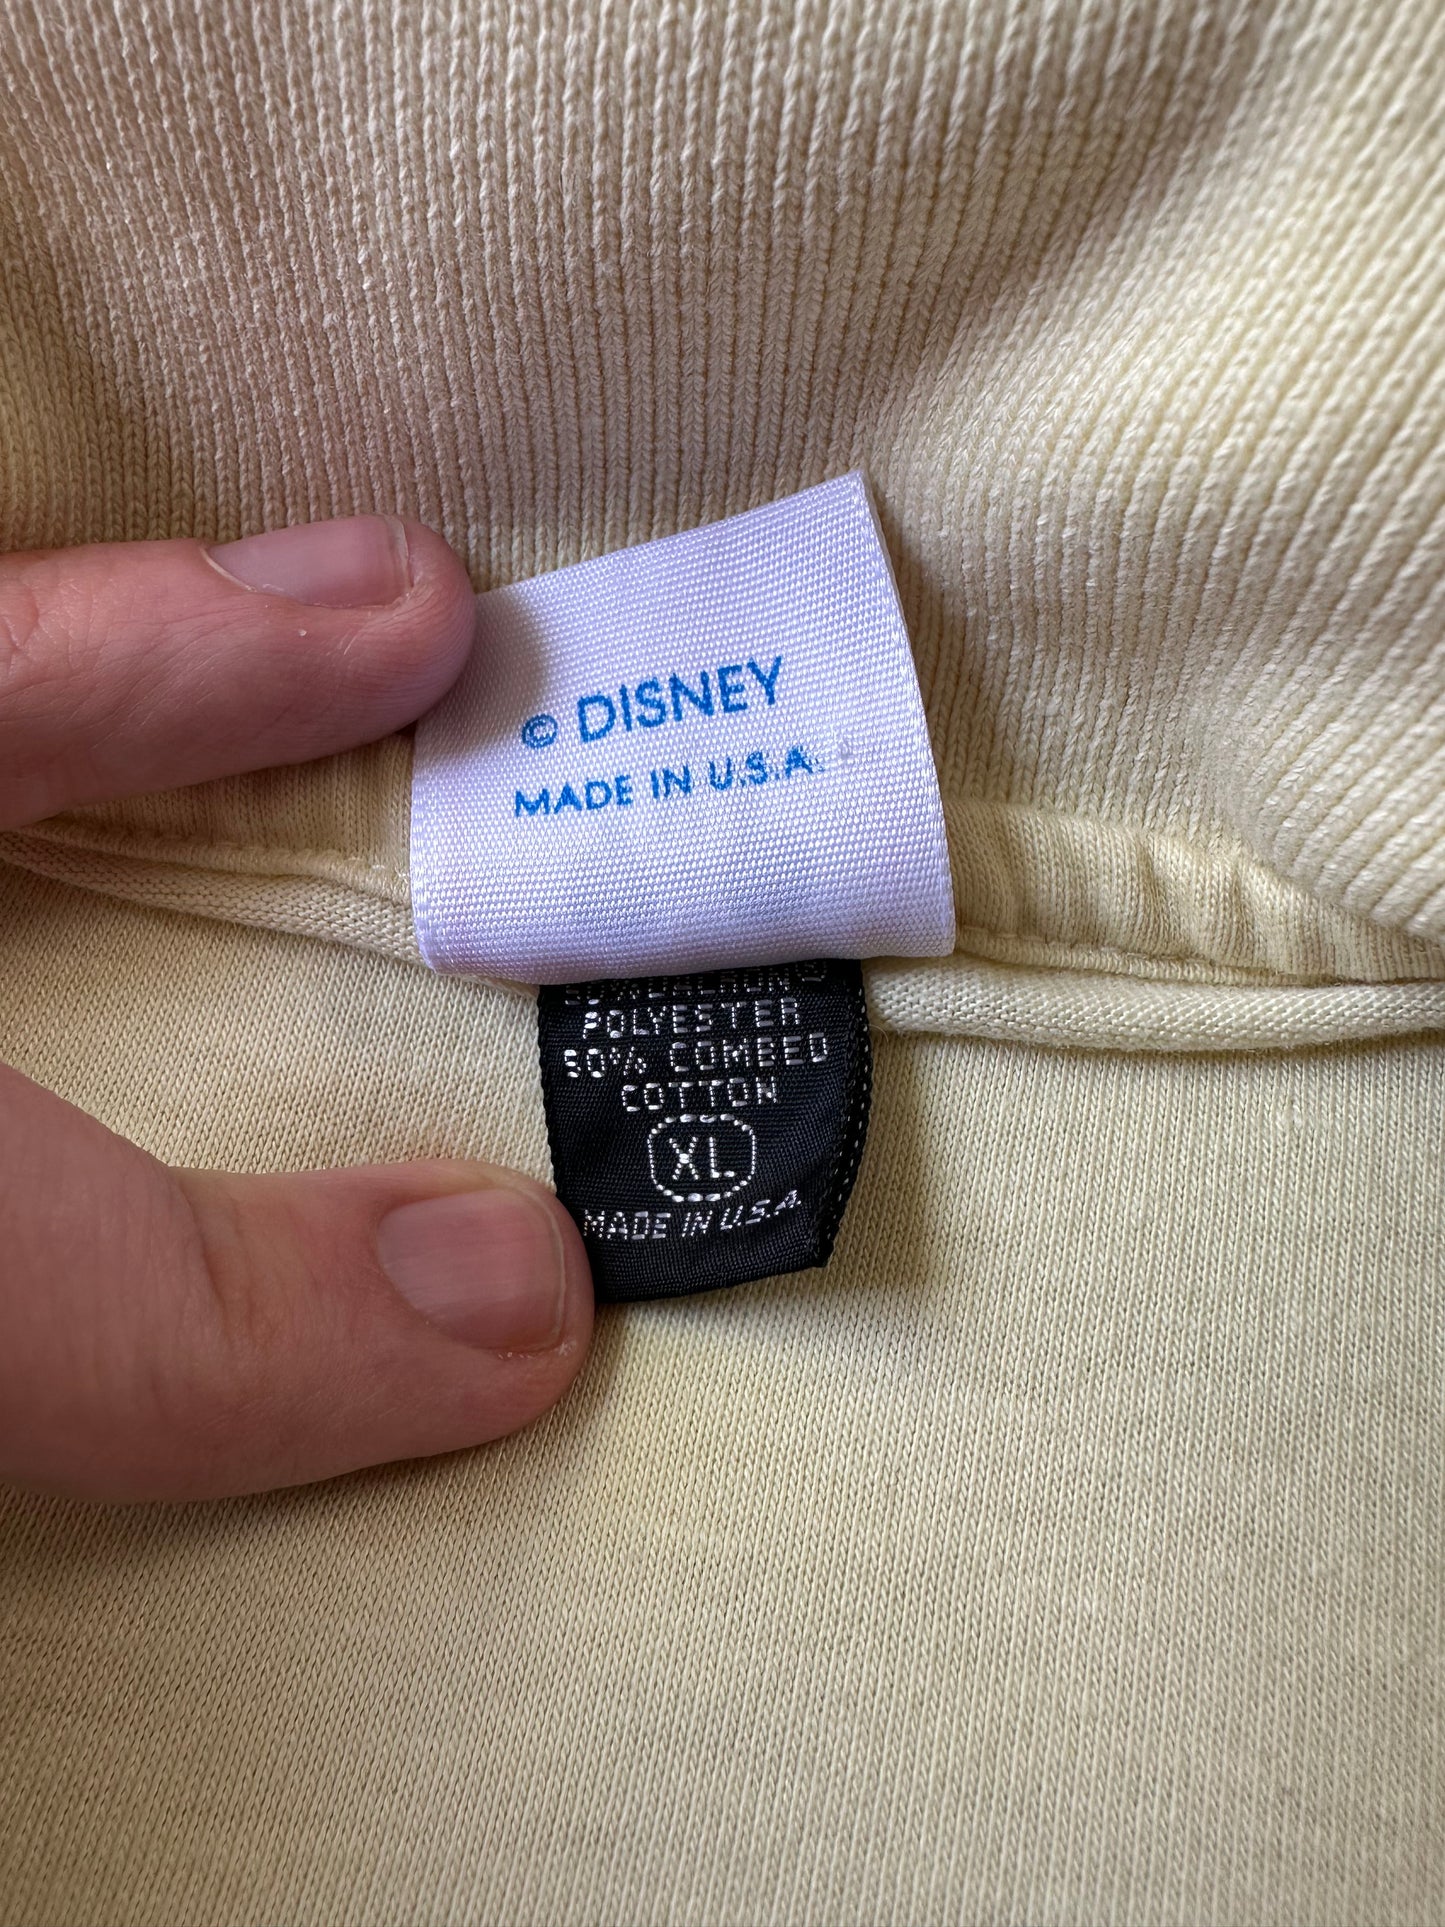 © DISNEY
MADE IN U.S.A.
POLYESTER
50% COMBED
COTTON
XL
MADE IN U.S.A.